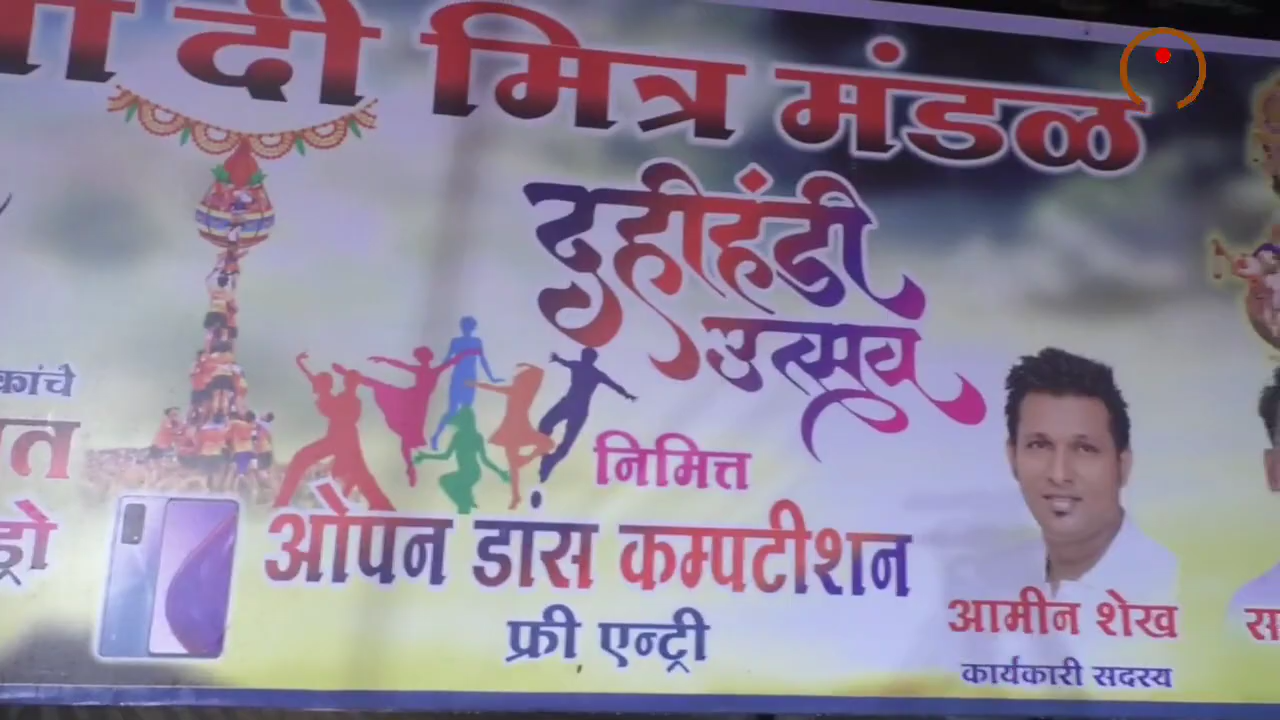 दी मित्र मंडळ
दहीहंडी
उत्सव
निमित्त
ओपन डांस कम्पटीशन
फ्री एन्ट्री
आमीन शेख
कार्यकारी सदस्य